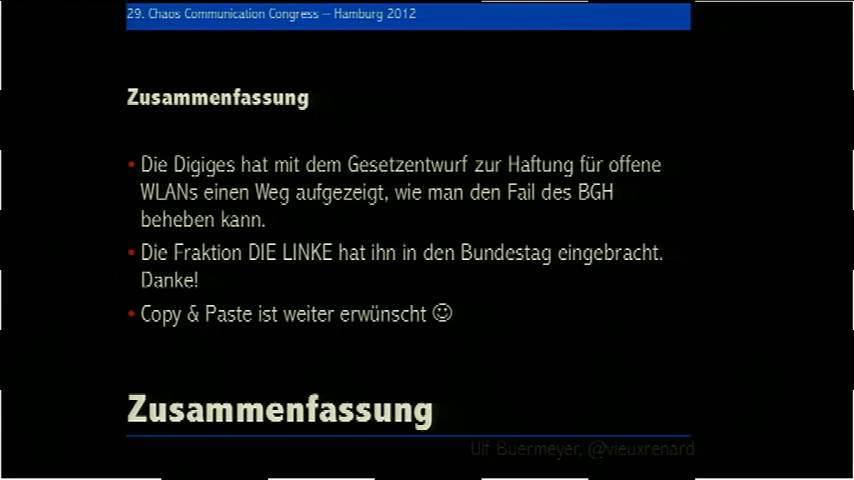 29. Chaos Communication Congress – Hamburg 2012
Zusammenfassung
• Die Digiges hat mit dem Gesetzentwurf zur Haftung für offene
WLANs einen Weg aufgezeigt, wie man den Fail des BGH
beheben kann.
• Die Fraktion DIE LINKE hat ihn in den Bundestag eingebracht.
Danke!
• Copy & Paste ist weiter erwünscht ☺
Zusammenfassung
Ulf Buermeyer, @vieuxrenard